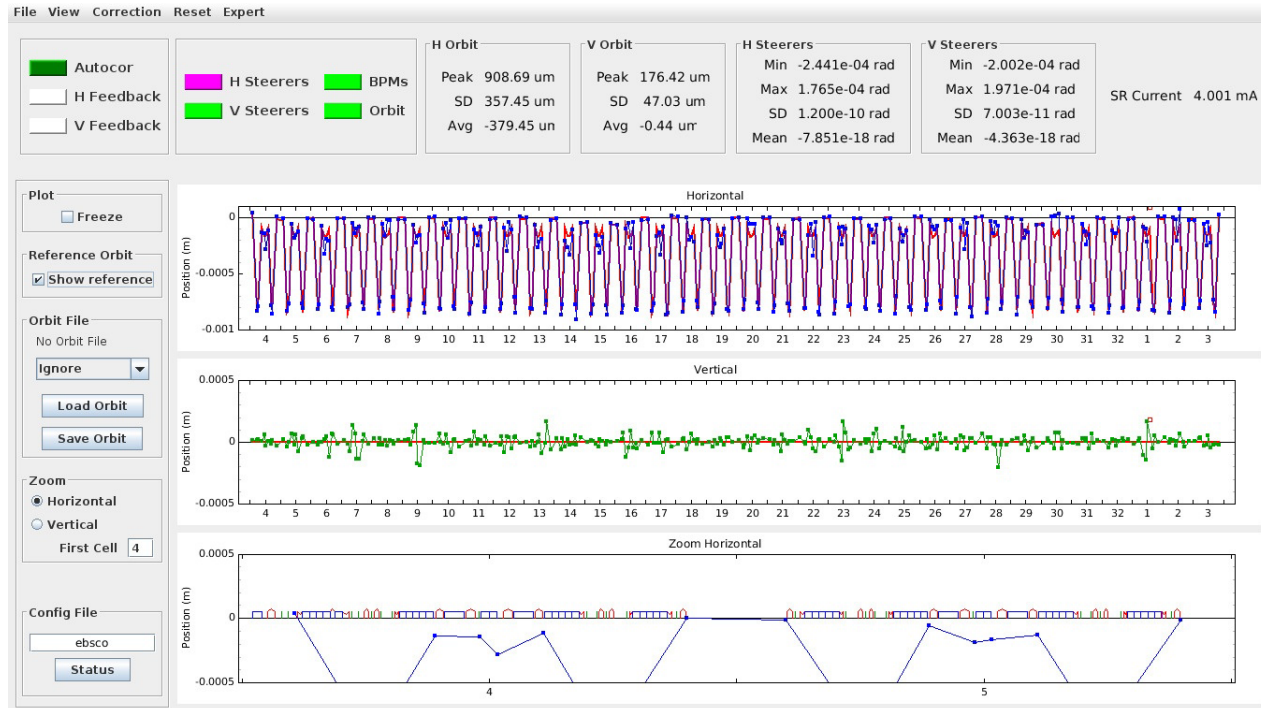 File View Correction Reset Expert
Autocor
H Feedback
V Feedback
H Steerers BPMs
V Steerers Orbit
H Orbit
Peak 908.69 um
SD 357.45 um
Avg -379.45 un
V Orbit
Peak 176.42 um
SD 47.03 um
Avg -0.44 um
H Steerers
Min -2.441e-04 rad
Max 1.765e-04 rad
SD 1.200e-10 rad
Mean -7.851e-18 rad
V Steerers
Min -2.002e-04 rad
Max 1.971e-04 rad
SD 7.003e-11 rad
Mean -4.363e-18 rad
SR Current 4.001 mA
Plot
Freeze
Reference Orbit
Show reference
Orbit File
No Orbit File
Ignore
Load Orbit
Save Orbit
Zoom
Horizontal
Vertical
First Cell 4
Config File
ebsco
Status
Horizontal
Position (m)
0
-0.0005
-0.001
4 5 6 7 8 9 10 11 12 13 14 15 16 17 18 19 20 21 22 23 24 25 26 27 28 29 30 31 32 1 2 3
Vertical
Position (m)
0.0005
0
-0.0005
4 5 6 7 8 9 10 11 12 13 14 15 16 17 18 19 20 21 22 23 24 25 26 27 28 29 30 31 32 1 2 3
Zoom Horizontal
Position (m)
0.0005
0
-0.0005
4 5